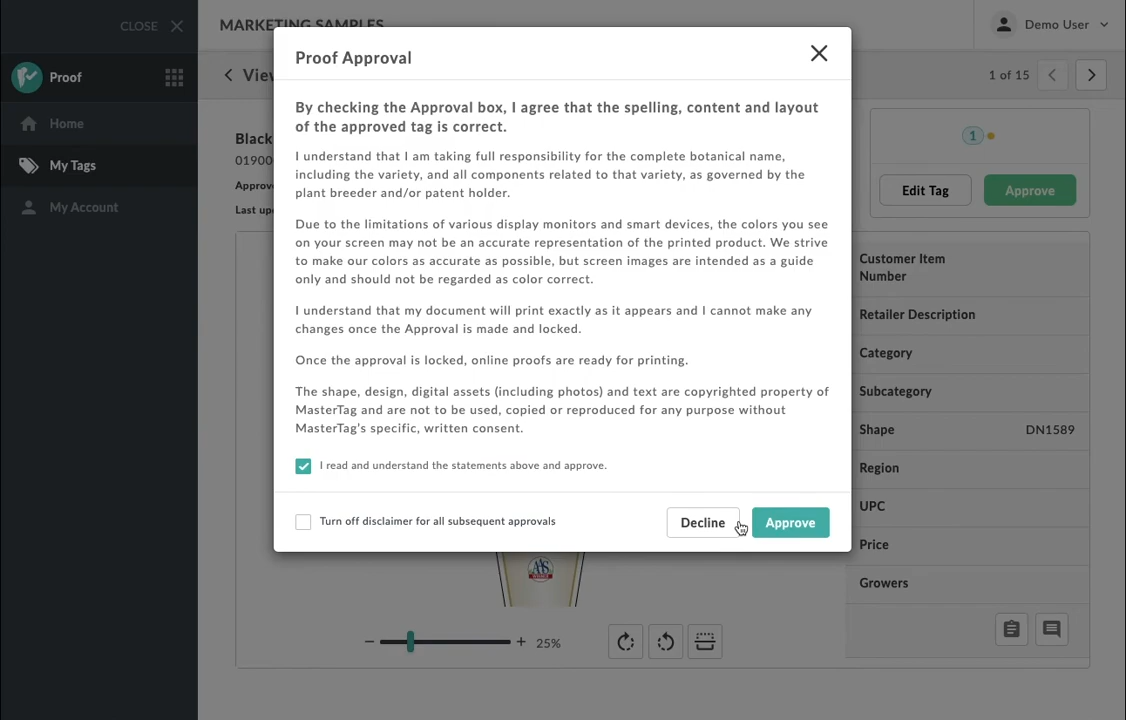 CLOSE
MARKETING SAMPLES
Demo User
Proof
View
1 of 15
Home
My Tags
My Account
Black
01900
Approv
Last up
1
Edit Tag
Approve
Proof Approval
By checking the Approval box, I agree that the spelling, content and layout
of the approved tag is correct.
I understand that I am taking full responsibility for the complete botanical name,
including the variety, and all components related to that variety, as governed by the
plant breeder and/or patent holder.
Due to the limitations of various display monitors and smart devices, the colors you see
on your screen may not be an accurate representation of the printed product. We strive
to make our colors as accurate as possible, but screen images are intended as a guide
only and should not be regarded as color correct.
I understand that my document will print exactly as it appears and I cannot make any
changes once the Approval is made and locked.
Once the approval is locked, online proofs are ready for printing.
The shape, design, digital assets (including photos) and text are copyrighted property of
MasterTag and are not to be used, copied or reproduced for any purpose without
MasterTag's specific, written consent.
I read and understand the statements above and approve.
Turn off disclaimer for all subsequent approvals
Decline
Approve
Customer Item
Number
Retailer Description
Category
Subcategory
Shape DN1589
Region
UPC
Price
Growers
AAS
WINNER
25%